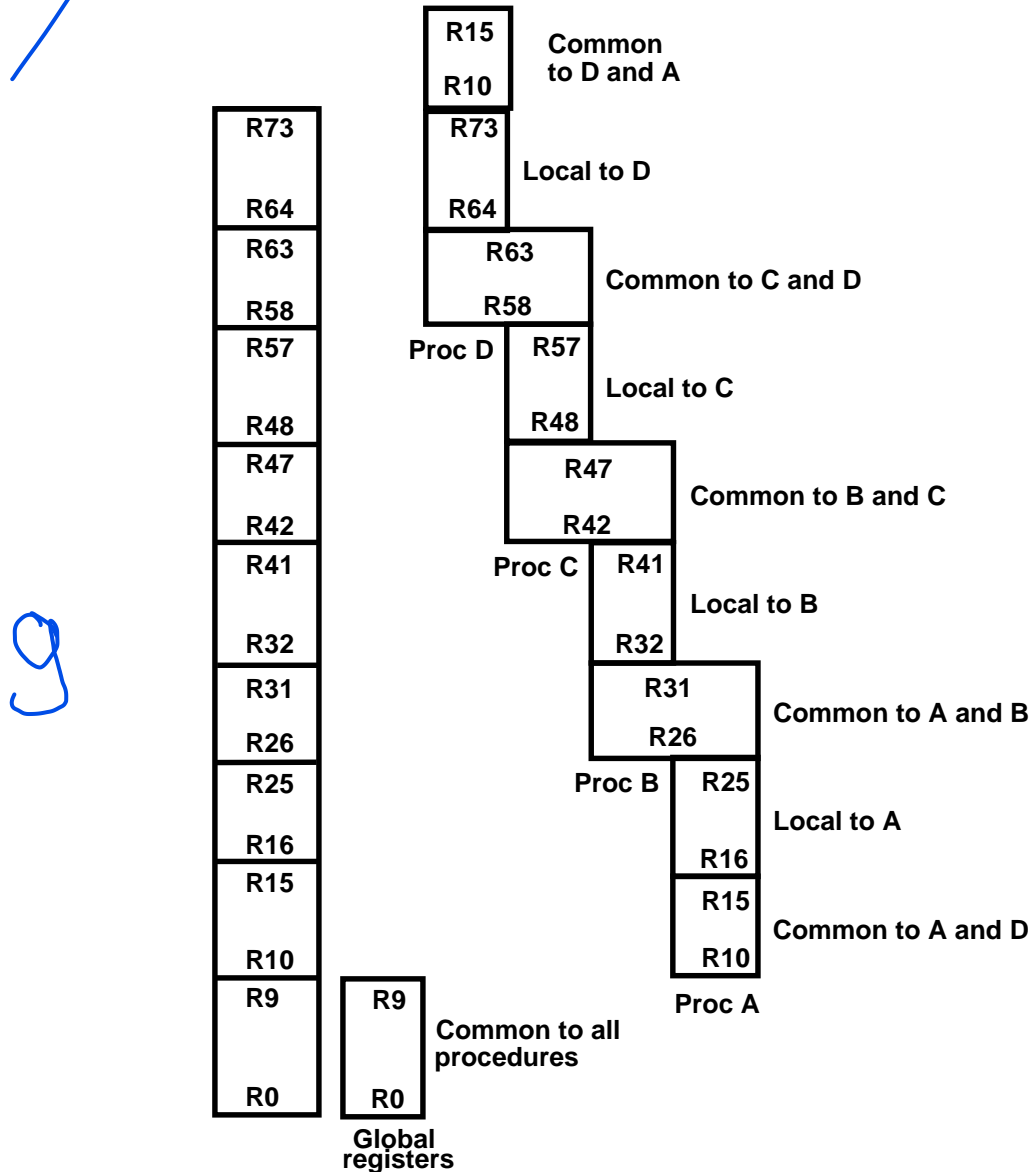 R15
R10
Common
to D and A
R73
R64
R63
R58
R57
R48
R47
R42
R41
R32
R31
R26
R25
R16
R15
R10
R9
R0
R73
R64
Local to D
R63
R58
Common to C and D
Proc D
R57
R48
Local to C
R47
R42
Common to B and C
Proc C
R41
R32
Local to B
R31
R26
Common to A and B
Proc B
R25
R16
Local to A
R15
R10
Common to A and D
Proc A
R9
R0
Common to all
procedures
Global
registers
9